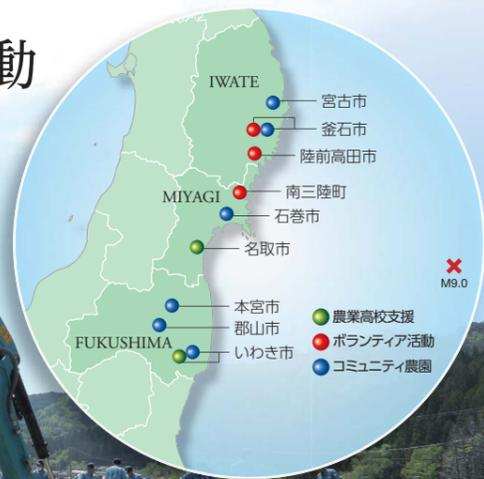 動
IWATE
宮古市
釜石市
陸前高田市
MIYAGI
南三陸町
石巻市
名取市
M9.0
本宮市
郡山市
FUKUSHIMA
いわき市
農業高校支援
ボランティア活動
コミュニティ農園